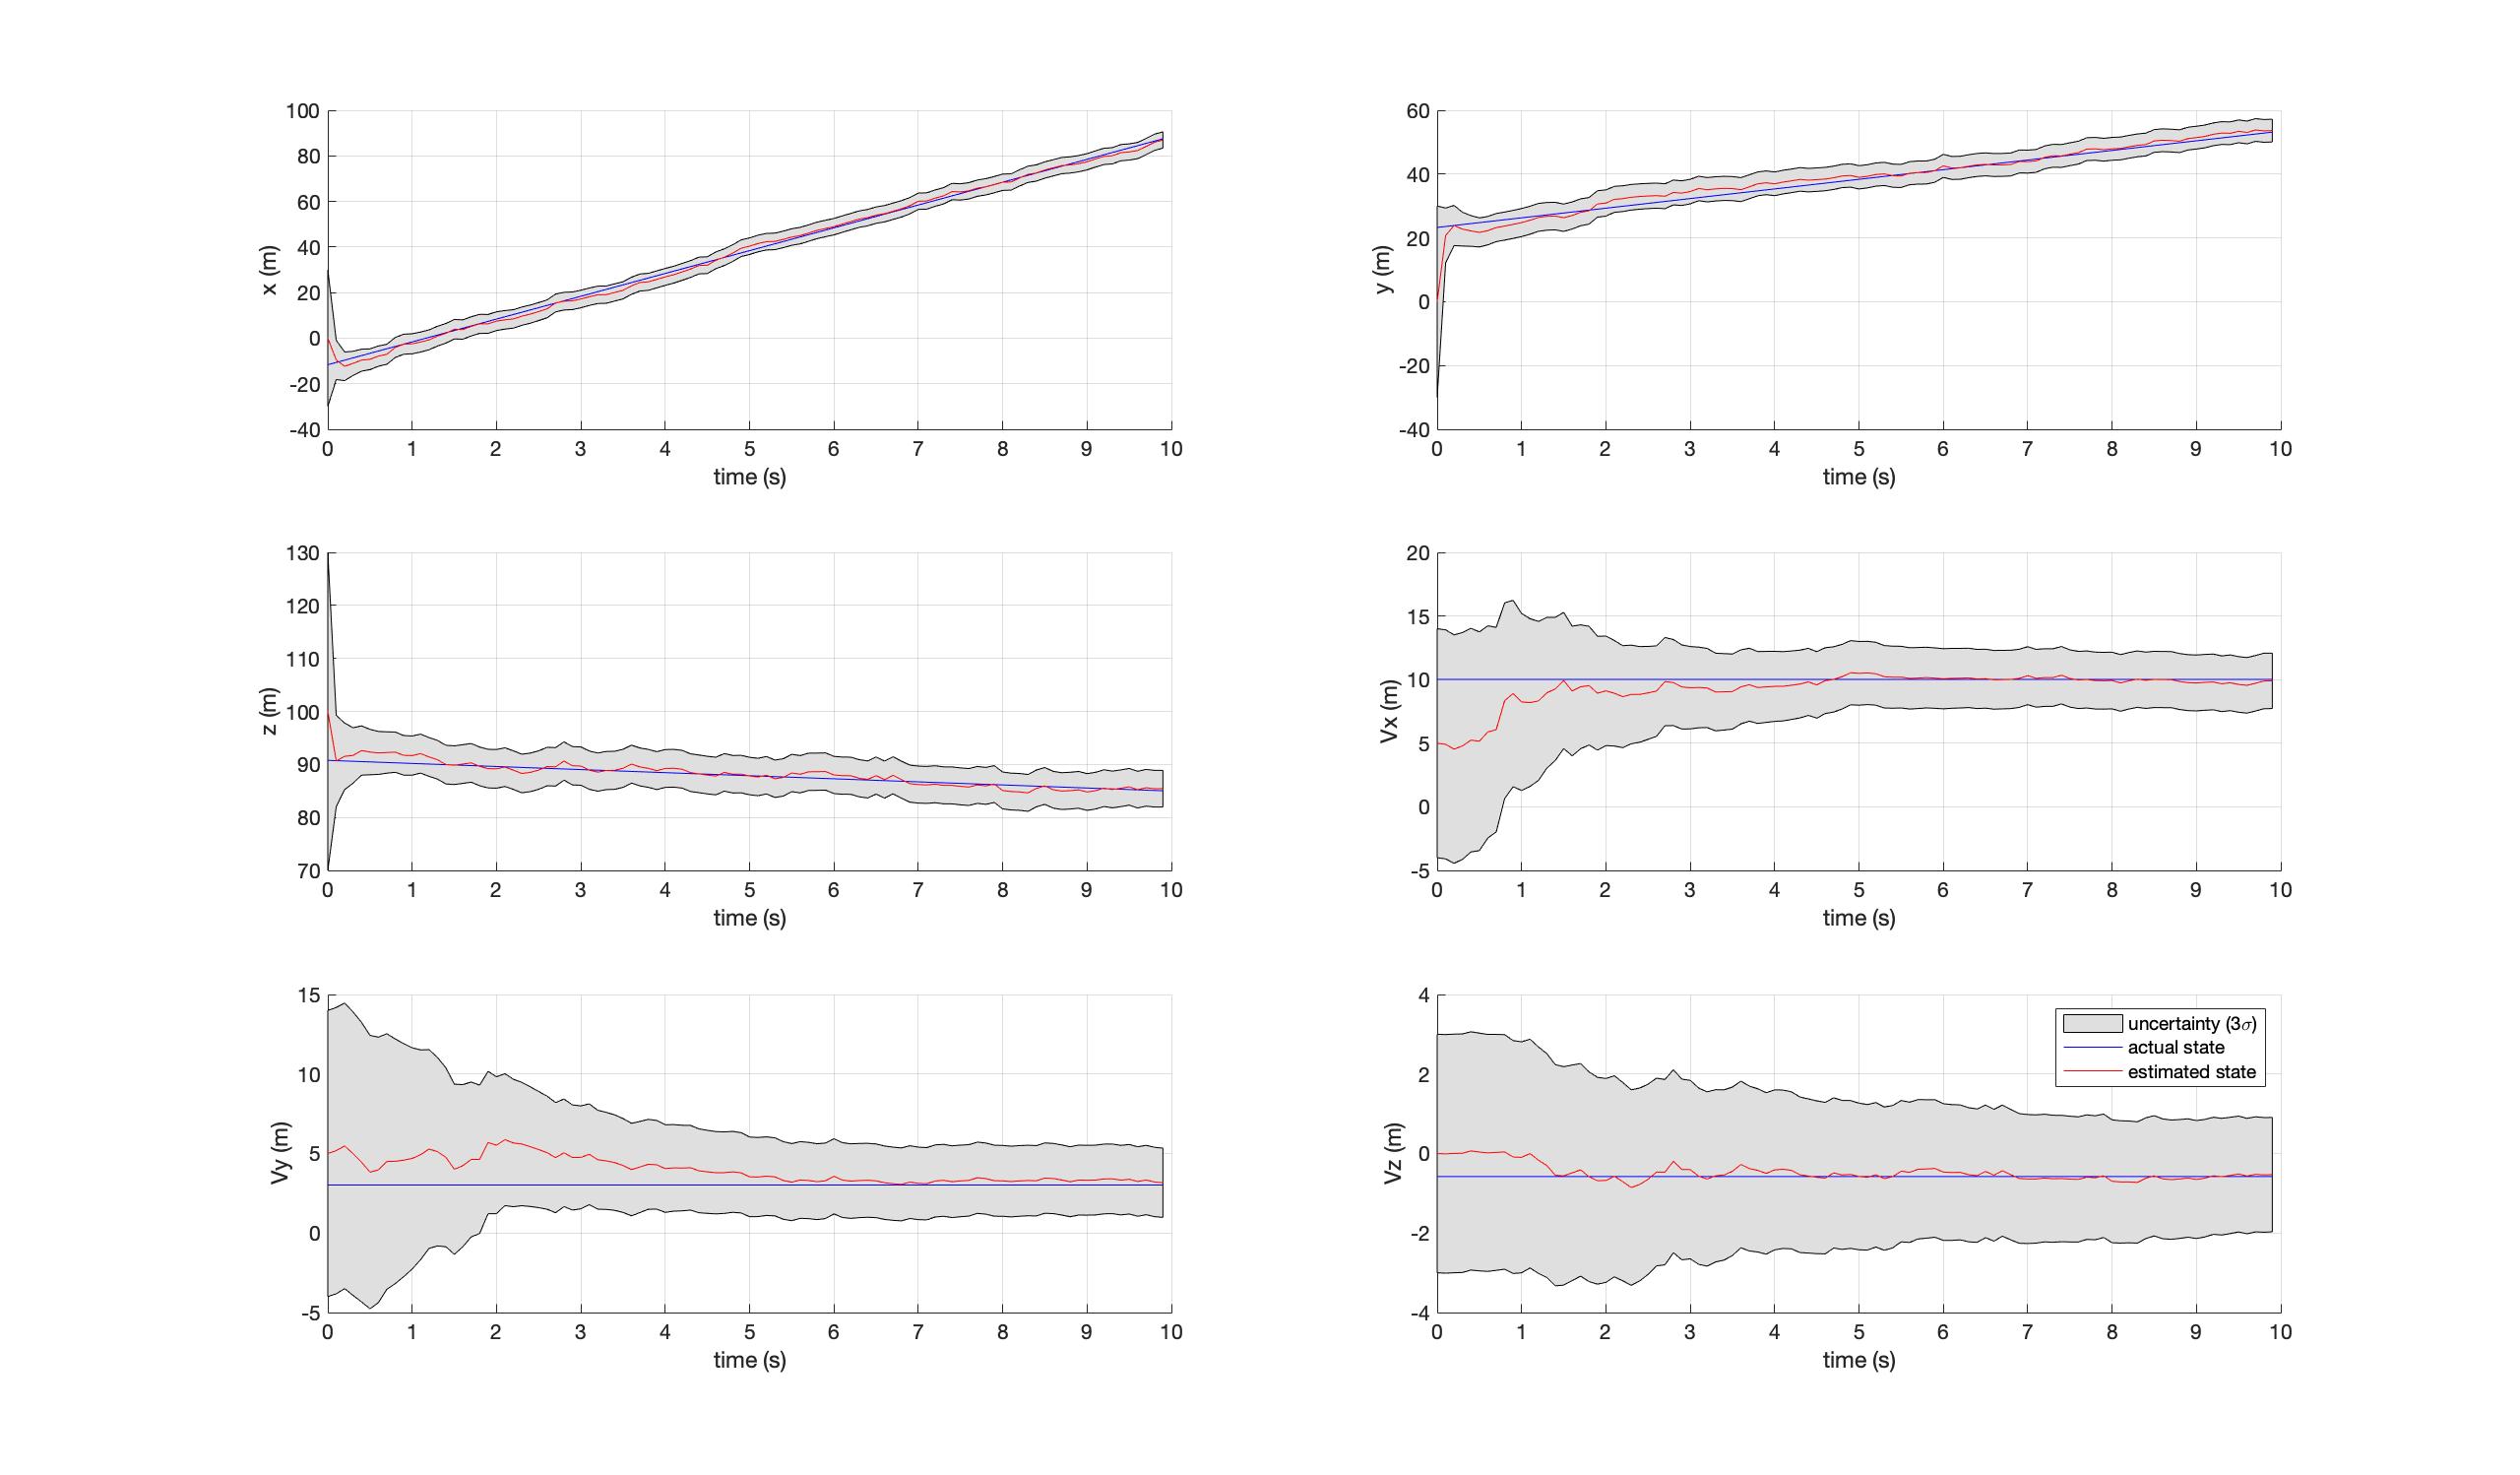 100
80
60
40
20
0
-20
-40
x (m)
0 1 2 3 4 5 6 7 8 9 10
time (s)
60
40
20
0
-20
-40
y (m)
0 1 2 3 4 5 6 7 8 9 10
time (s)
130
120
110
100
90
80
70
z (m)
0 1 2 3 4 5 6 7 8 9 10
time (s)
20
15
10
5
0
-5
Vx (m)
0 1 2 3 4 5 6 7 8 9 10
time (s)
15
10
5
0
-5
Vy (m)
0 1 2 3 4 5 6 7 8 9 10
time (s)
4
2
0
-2
-4
Vz (m)
0 1 2 3 4 5 6 7 8 9 10
time (s)
uncertainty (3σ)
actual state
estimated state